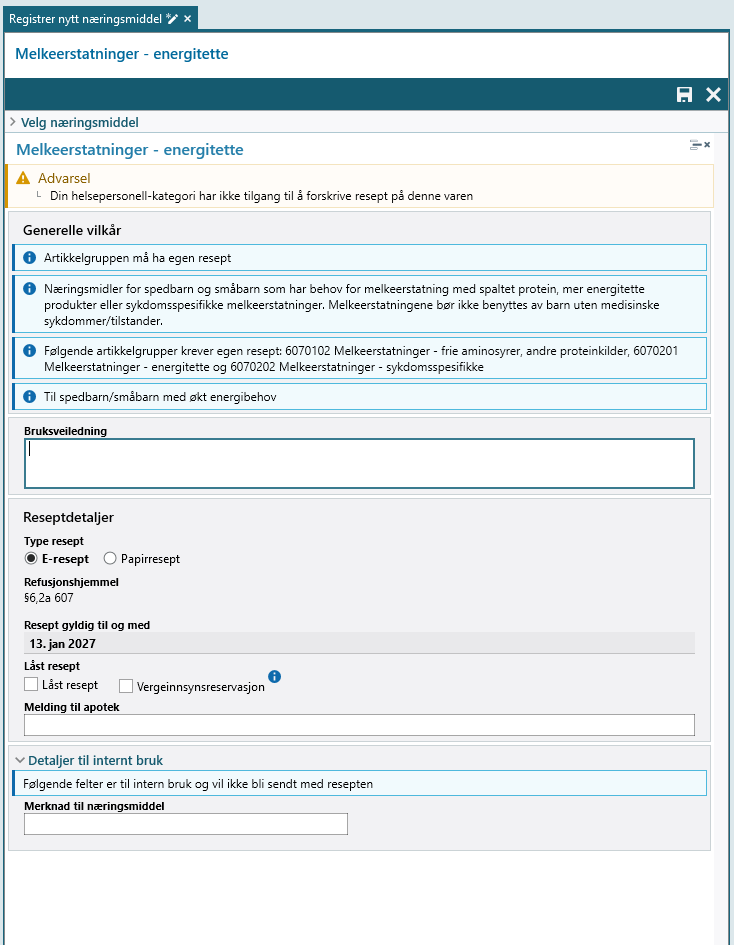 Registrer nytt næringsmiddel
Melkeerstatninger - energitette
Velg næringsmiddel
Melkeerstatninger - energitette
Advarsel
Din helsepersonell-kategori har ikke tilgang til å forskrive resept på denne varen
Generelle vilkår
Artikkelgruppen må ha egen resept
Næringsmidler for spedbarn og småbarn som har behov for melkeerstatning med spaltet protein, mer energitette
produkter eller sykdomsspesifikke melkeerstatninger. Melkeerstatningene bør ikke benyttes av barn uten medisinske
sykdommer/tilstander.
Følgende artikkelgrupper krever egen resept: 6070102 Melkeerstatninger - frie aminosyrer, andre proteinkilder, 6070201
Melkeerstatninger - energitette og 6070202 Melkeerstatninger - sykdomsspesifikke
Til spedbarn/småbarn med økt energibehov
Bruksveiledning
Reseptdetaljer
Type resept
E-resept Papirresept
Refusjonshjemmel
§6,2a 607
Resept gyldig til og med
13. jan 2027
Låst resept
Låst resept Vergeinnsynsreservasjon
Melding til apotek
Detaljer til internt bruk
Følgende felter er til intern bruk og vil ikke bli sendt med resepten
Merknad til næringsmiddel